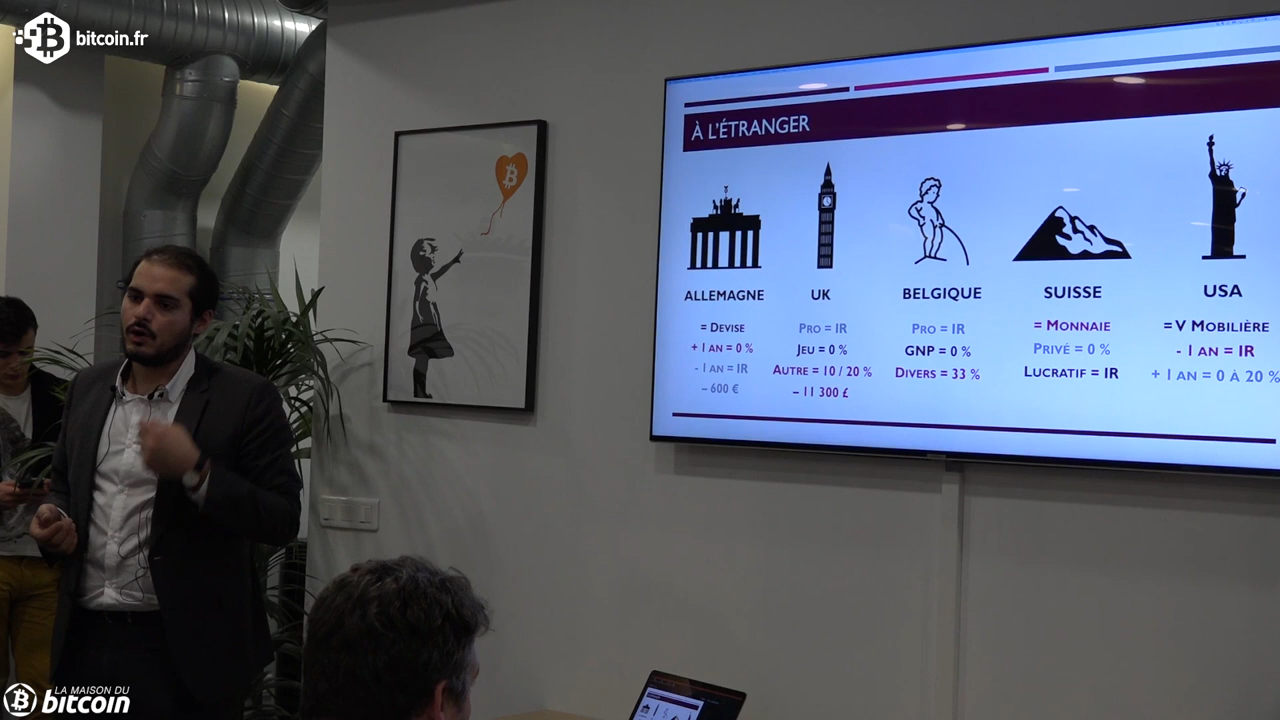 bitcoin.fr
À L'ÉTRANGER
ALLEMAGNE
= DEVISE
+ 1 AN = 0 %
- 1 AN = IR
– 600 €
UK
PRO = IR
JEU = 0 %
AUTRE = 10 / 20 %
– 11 300 £
BELGIQUE
PRO = IR
GNP = 0 %
DIVERS = 33 %
SUISSE
= MONNAIE
PRIVÉ = 0 %
LUCRATIF = IR
USA
= V MOBILIÈRE
- 1 AN = IR
+ 1 AN = 0 À 20 %
LA MAISON DU
bitcoin